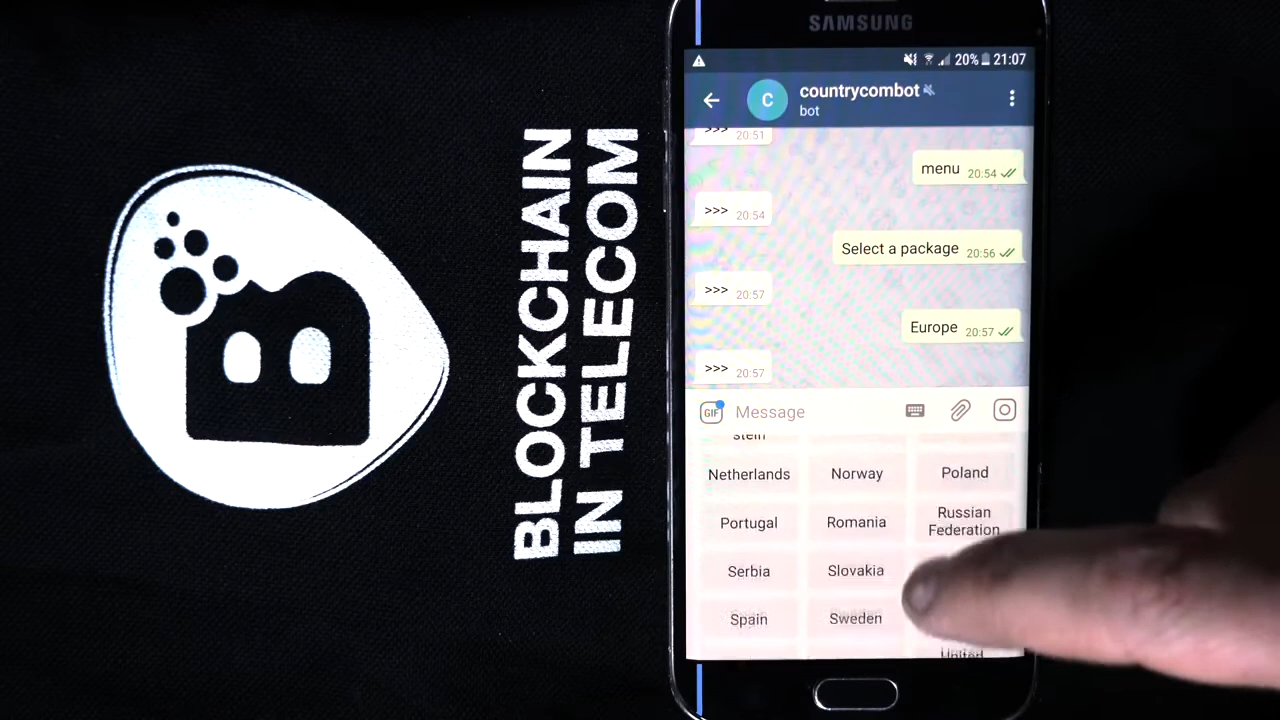 BLOCKCHAIN
IN TELECOM
SAMSUNG
20% 21:07
C
countrycombot
bot
>>> 20:51
menu 20:54
>>> 20:54
Select a package 20:56
>>> 20:57
Europe 20:57
>>> 20:57
GIF Message
stein
Netherlands Norway Poland
Portugal Romania Russian
Federation
Serbia Slovakia
Spain Sweden
United